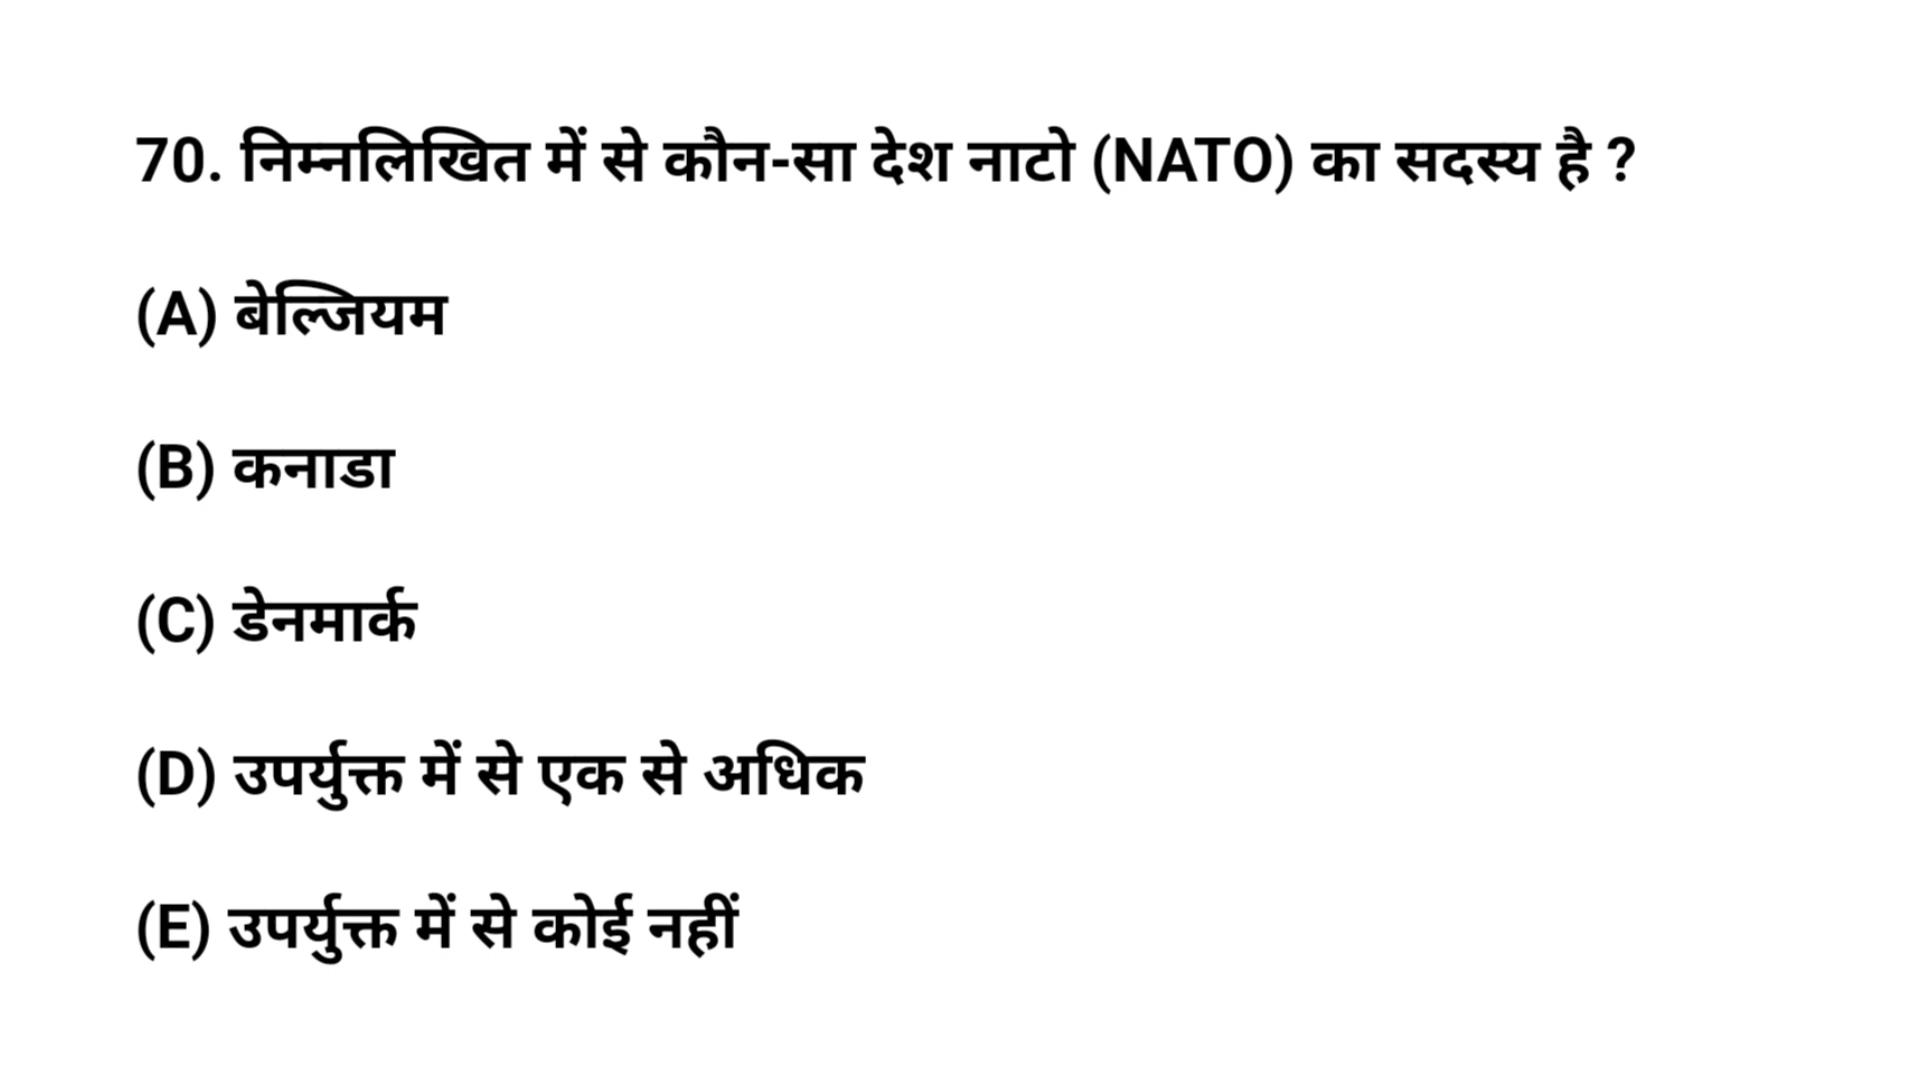 70. निम्नलिखित में से कौन-सा देश नाटो (NATO) का सदस्य है ?
(A) बेल्जियम
(B) कनाडा
(C) डेनमार्क
(D) उपर्युक्त में से एक से अधिक
(E) उपर्युक्त में से कोई नहीं